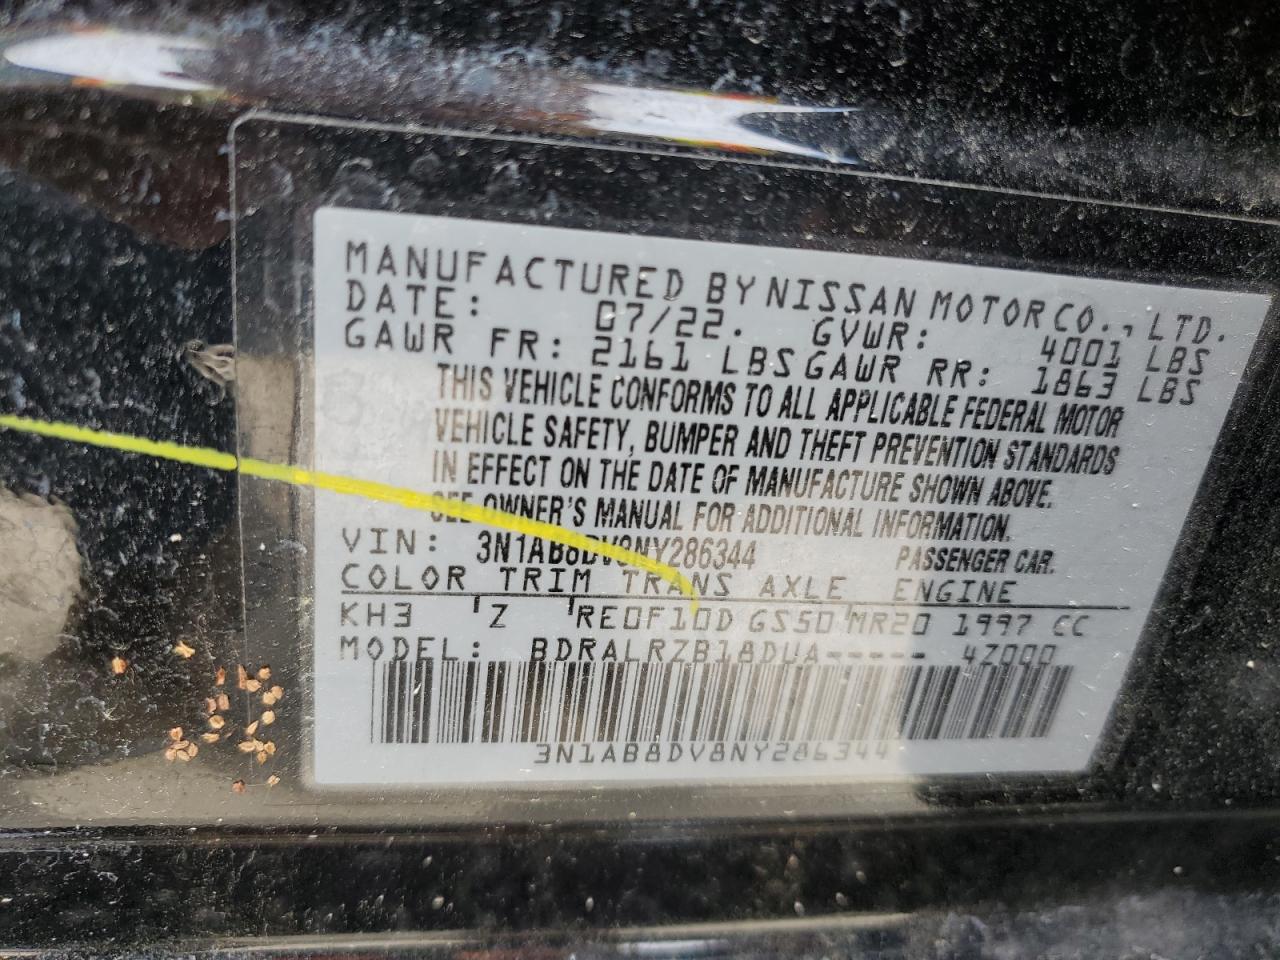 MANUFACTURED BY NISSAN MOTOR CO., LTD.
DATE: 07/22. GVWR: 4001 LBS
GAWR FR: 2161 LBS GAWR RR: 1863 LBS
THIS VEHICLE CONFORMS TO ALL APPLICABLE FEDERAL MOTOR
VEHICLE SAFETY, BUMPER AND THEFT PREVENTION STANDARDS
IN EFFECT ON THE DATE OF MANUFACTURE SHOWN ABOVE.
SEE OWNER'S MANUAL FOR ADDITIONAL INFORMATION.
VIN: 3N1AB8DV8NY286344 PASSENGER CAR.
COLOR TRIM TRANS AXLE ENGINE
KH3 Z RE0F10D GS50 MR20 1997 CC
MODEL: BDRALRZB18DUA----- 4Z000
3N1AB8DV8NY286344